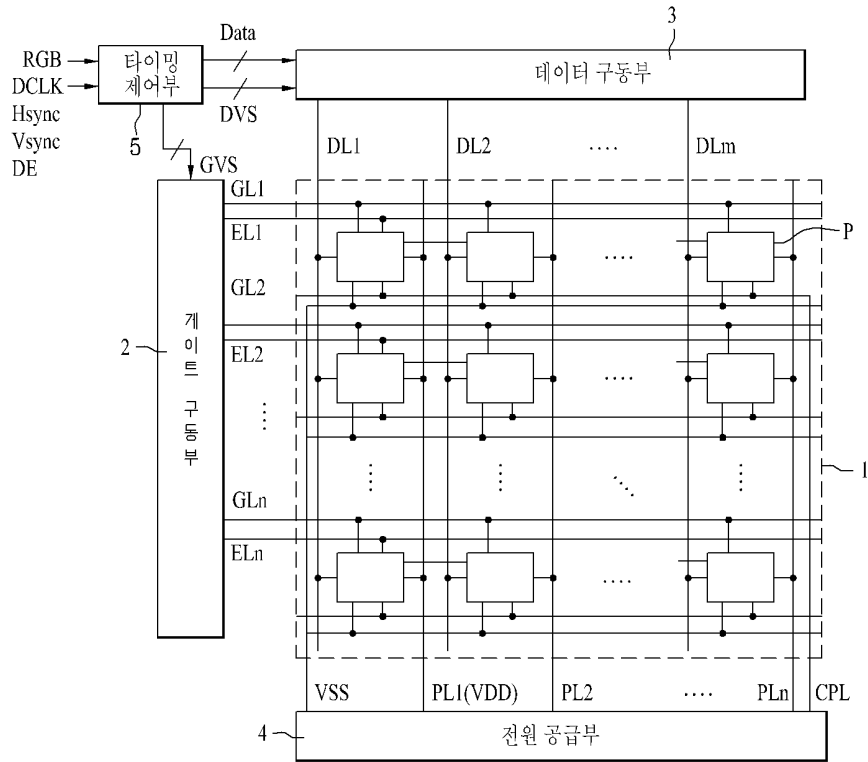 3
Data
RGB
타이밍
제어부
데이터 구동부
DCLK
Hsync
5
DVS
Vsync
DL1
DL2
....
DLm
DE
GVS
GL1
EL1
P
....
GL2
2
게이트 구동부
EL2
....
....
....
....
....
....
1
GLn
ELn
....
VSS
PL1(VDD)
PL2
....
PLn
CPL
4
전원 공급부